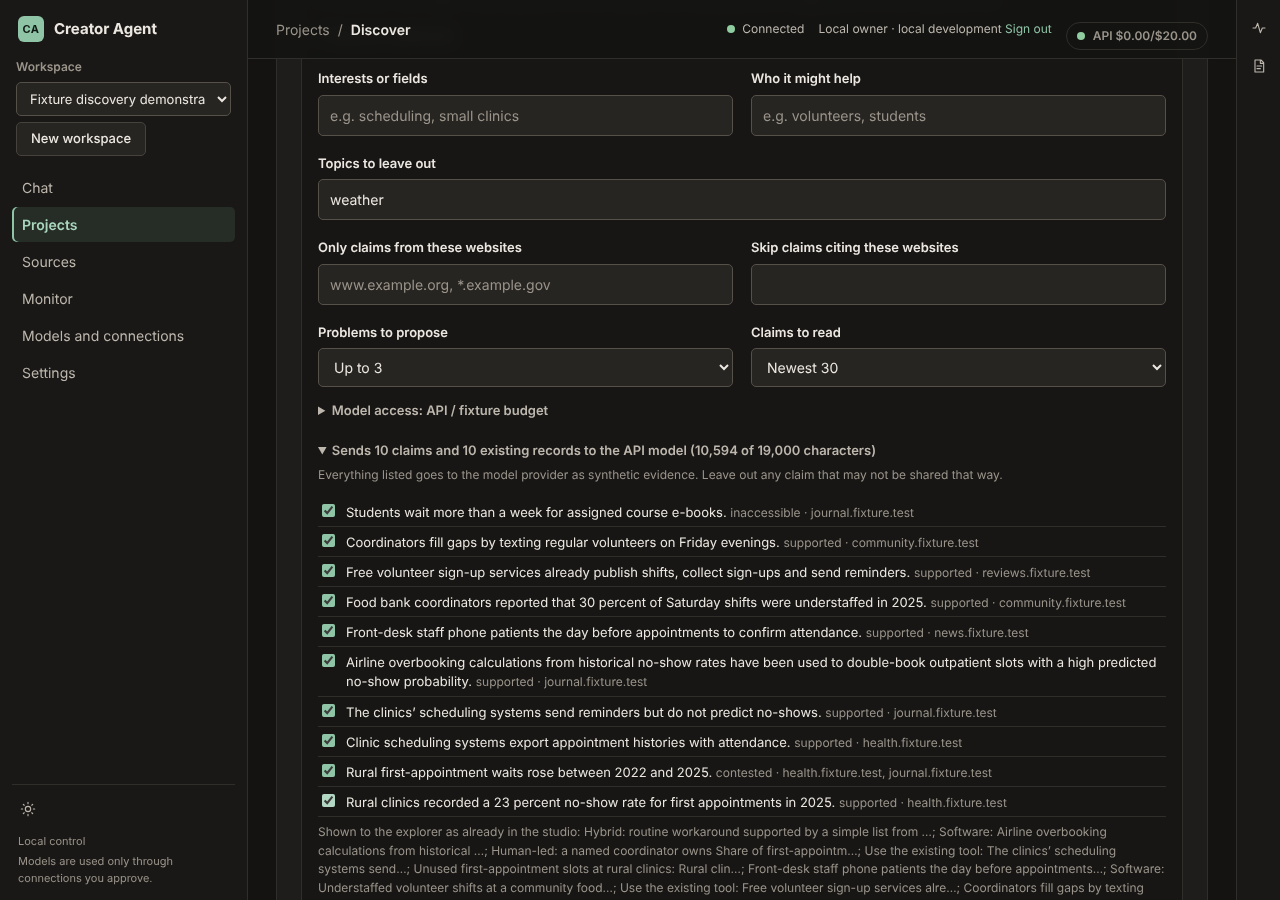 CA Creator Agent
Workspace
Fixture discovery demonstra
New workspace
Chat
Projects
Sources
Monitor
Models and connections
Settings
Local control
Models are used only through
connections you approve.
Projects / Discover
Connected
Local owner · local development Sign out
API $0.00/$20.00
Interests or fields
Who it might help
e.g. scheduling, small clinics
e.g. volunteers, students
Topics to leave out
weather
Only claims from these websites
Skip claims citing these websites
www.example.org, *.example.gov
Problems to propose
Claims to read
Up to 3
Newest 30
Model access: API / fixture budget
Sends 10 claims and 10 existing records to the API model (10,594 of 19,000 characters)
Everything listed goes to the model provider as synthetic evidence. Leave out any claim that may not be shared that way.
Students wait more than a week for assigned course e-books. inaccessible · journal.fixture.test
Coordinators fill gaps by texting regular volunteers on Friday evenings. supported · community.fixture.test
Free volunteer sign-up services already publish shifts, collect sign-ups and send reminders. supported · reviews.fixture.test
Food bank coordinators reported that 30 percent of Saturday shifts were understaffed in 2025. supported · community.fixture.test
Front-desk staff phone patients the day before appointments to confirm attendance. supported · news.fixture.test
Airline overbooking calculations from historical no-show rates have been used to double-book outpatient slots with a high predicted
no-show probability. supported · journal.fixture.test
The clinics’ scheduling systems send reminders but do not predict no-shows. supported · journal.fixture.test
Clinic scheduling systems export appointment histories with attendance. supported · health.fixture.test
Rural first-appointment waits rose between 2022 and 2025. contested · health.fixture.test, journal.fixture.test
Rural clinics recorded a 23 percent no-show rate for first appointments in 2025. supported · health.fixture.test
Shown to the explorer as already in the studio: Hybrid: routine workaround supported by a simple list from …; Software: Airline overbooking
calculations from historical …; Human-led: a named coordinator owns Share of first-appointm…; Use the existing tool: The clinics’ scheduling
systems send…; Unused first-appointment slots at rural clinics: Rural clin…; Front-desk staff phone patients the day before appointments…; Software:
Understaffed volunteer shifts at a community food…; Use the existing tool: Free volunteer sign-up services alre…; Coordinators fill gaps by texting